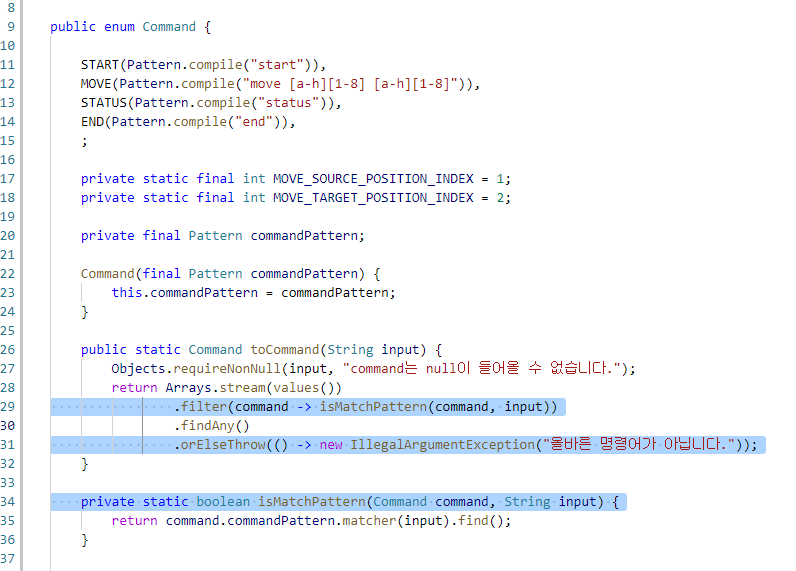 8
9 public enum Command {
10
11 START(Pattern.compile("start")),
12 MOVE(Pattern.compile("move [a-h][1-8] [a-h][1-8]")),
13 STATUS(Pattern.compile("status")),
14 END(Pattern.compile("end")),
15 ;
16
17 private static final int MOVE_SOURCE_POSITION_INDEX = 1;
18 private static final int MOVE_TARGET_POSITION_INDEX = 2;
19
20 private final Pattern commandPattern;
21
22 Command(final Pattern commandPattern) {
23 this.commandPattern = commandPattern;
24 }
25
26 public static Command toCommand(String input) {
27 Objects.requireNonNull(input, "command는 null이 들어올 수 없습니다.");
28 return Arrays.stream(values())
29 .filter(command -> isMatchPattern(command, input))
30 .findAny()
31 .orElseThrow(() -> new IllegalArgumentException("올바른 명령어가 아닙니다."));
32 }
33
34 private static boolean isMatchPattern(Command command, String input) {
35 return command.commandPattern.matcher(input).find();
36 }
37